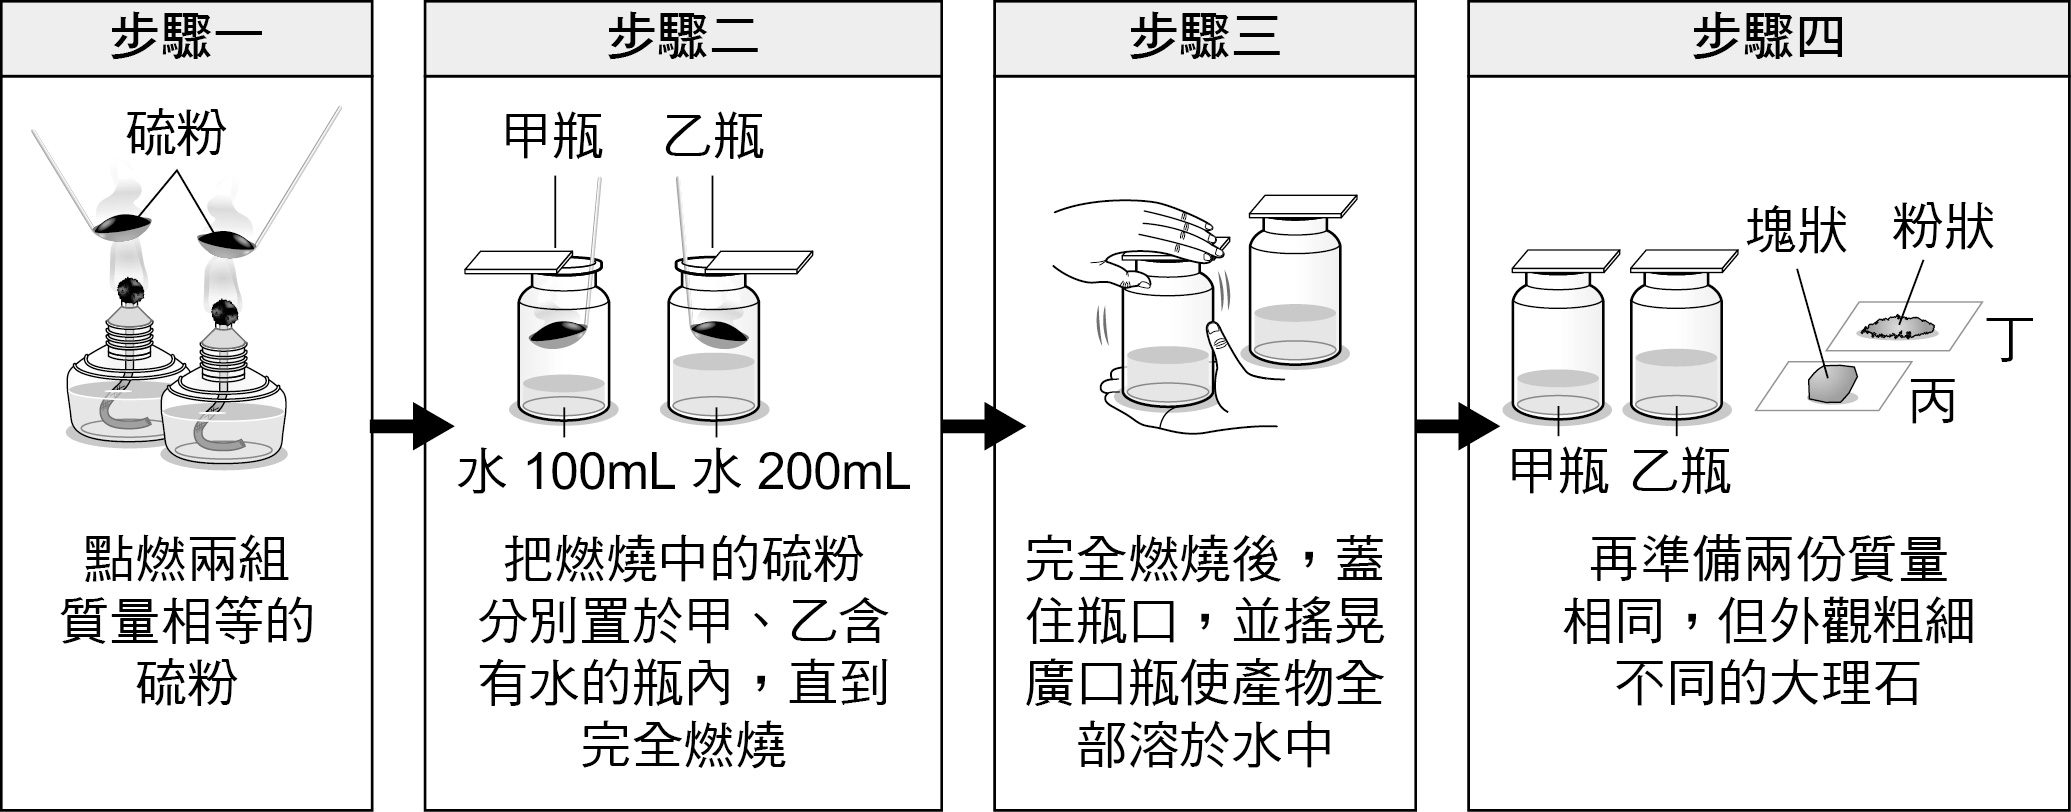 步驟一
硫粉
點燃兩組
質量相等的
硫粉
步驟二
甲瓶 乙瓶
水 100mL 水 200mL
把燃燒中的硫粉
分別置於甲、乙含
有水的瓶內，直到
完全燃燒
步驟三
完全燃燒後，蓋
住瓶口，並搖晃
廣口瓶使產物全
部溶於水中
步驟四
塊狀 粉狀
丁
丙
甲瓶 乙瓶
再準備兩份質量
相同，但外觀粗細
不同的大理石